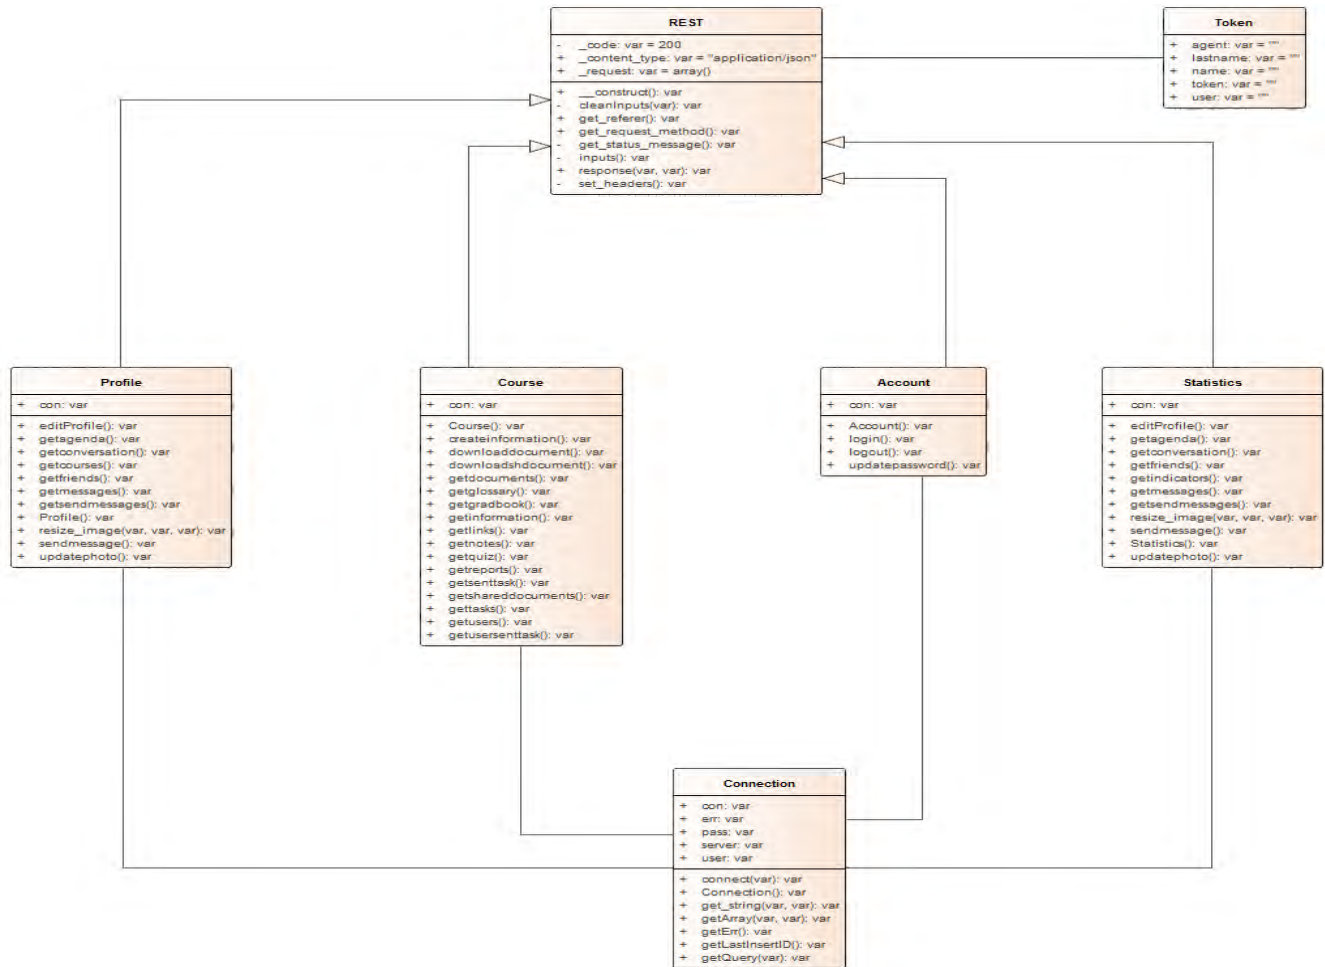 REST
- _code: var = 200
+ _content_type: var = "application/json"
+ _request: var = array()
+ __construct(): var
- cleanInputs(var): var
+ get_referer(): var
+ get_request_method(): var
- get_status_message(): var
- inputs(): var
+ response(var, var): var
- set_headers(): var
Token
+ agent: var = ""
+ lastname: var = ""
+ name: var = ""
+ token: var = ""
+ user: var = ""
Profile
+ con: var
+ editProfile(): var
+ getagenda(): var
+ getconversation(): var
+ getcourses(): var
+ getfriends(): var
+ getmessages(): var
+ getsendmessages(): var
+ Profile(): var
+ resize_image(var, var, var): var
+ sendmessage(): var
+ updatephoto(): var
Course
+ con: var
+ Course(): var
+ createinformation(): var
+ downloaddocument(): var
+ downloadshdocument(): var
+ getdocuments(): var
+ getglossary(): var
+ getgradbook(): var
+ getinformation(): var
+ getlinks(): var
+ getnotes(): var
+ getquiz(): var
+ getreports(): var
+ getsenttask(): var
+ getshareddocuments(): var
+ gettasks(): var
+ getusers(): var
+ getusersenttask(): var
Account
+ con: var
+ Account(): var
+ login(): var
+ logout(): var
+ updatepassword(): var
Statistics
+ con: var
+ editProfile(): var
+ getagenda(): var
+ getconversation(): var
+ getfriends(): var
+ getindicators(): var
+ getmessages(): var
+ getsendmessages(): var
+ resize_image(var, var, var): var
+ sendmessage(): var
+ Statistics(): var
+ updatephoto(): var
Connection
+ con: var
+ err: var
+ pass: var
+ server: var
+ user: var
+ connect(var): var
+ Connection(): var
+ get_string(var, var): var
+ getArray(var, var): var
+ getErr(): var
+ getLastInsertID(): var
+ getQuery(var): var